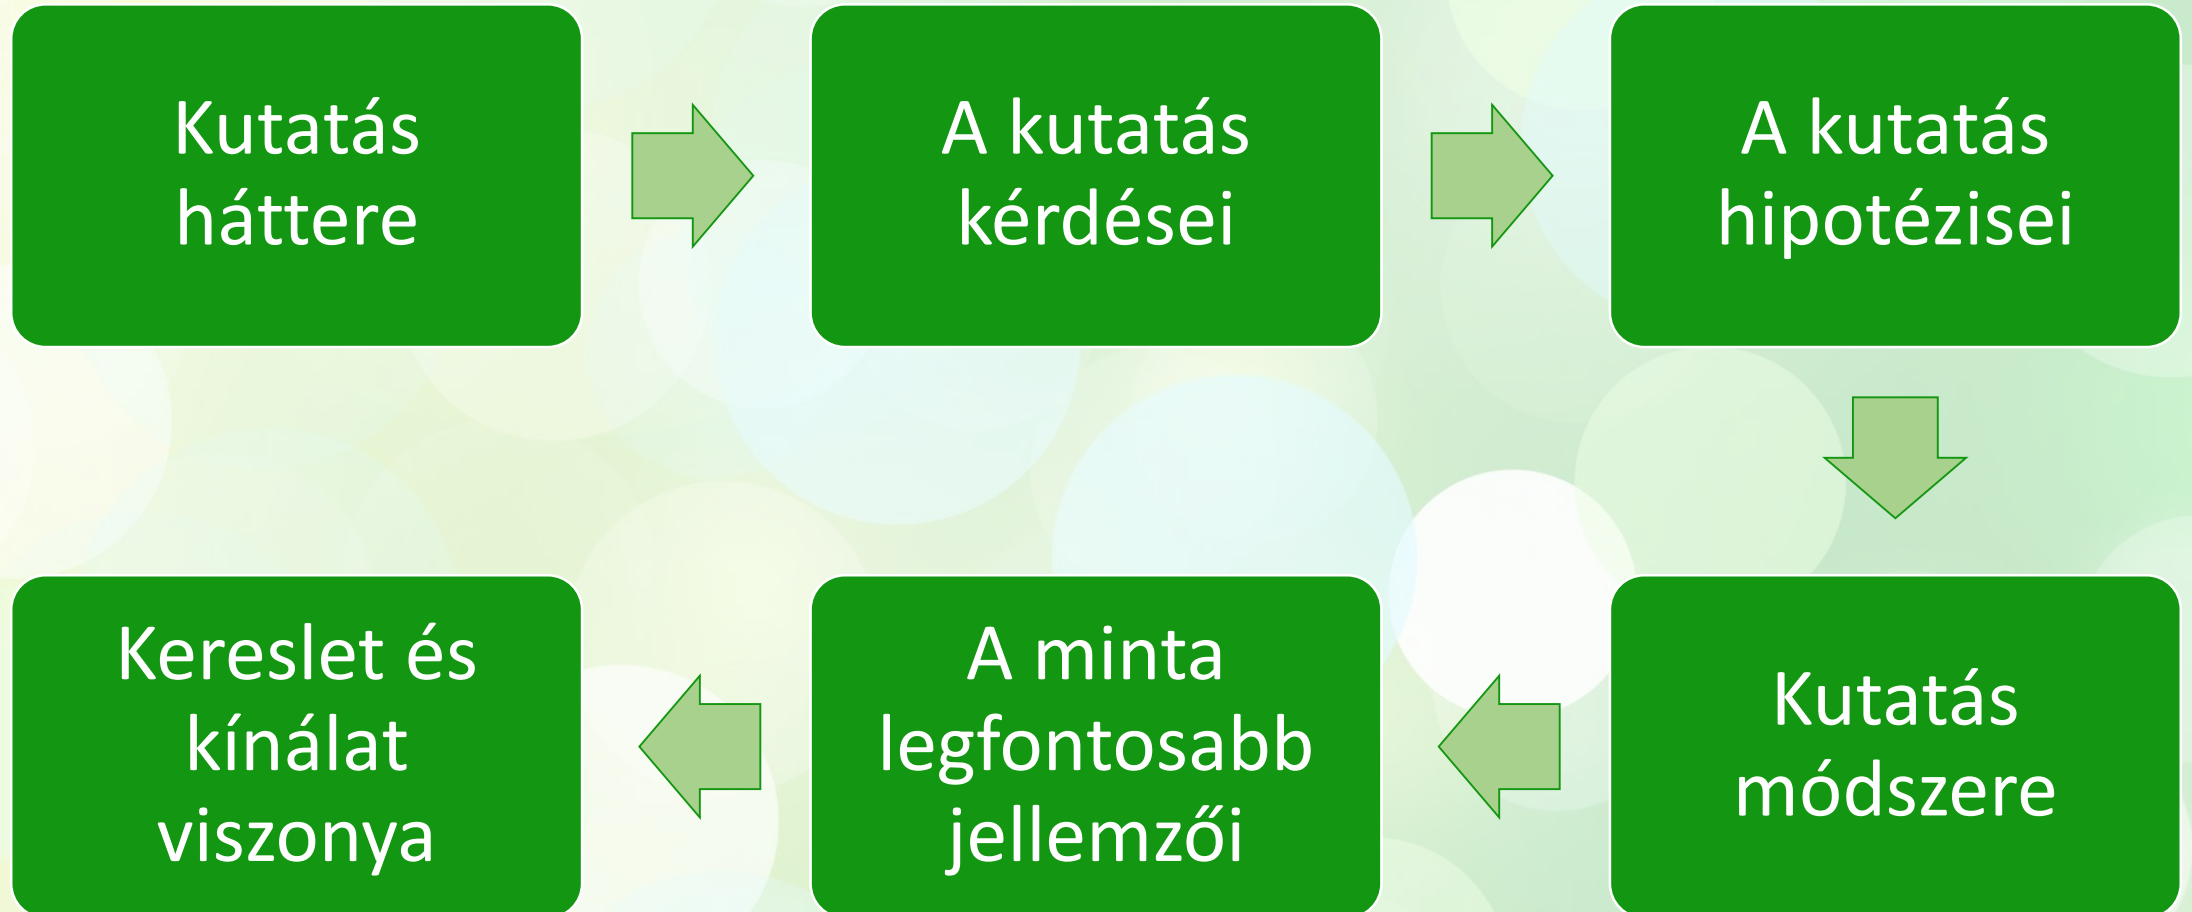 Kutatás
háttere
A kutatás
kérdései
A kutatás
hipotézisei
Kutatás
módszere
A minta
legfontosabb
jellemzői
Kereslet és
kínálat
viszonya